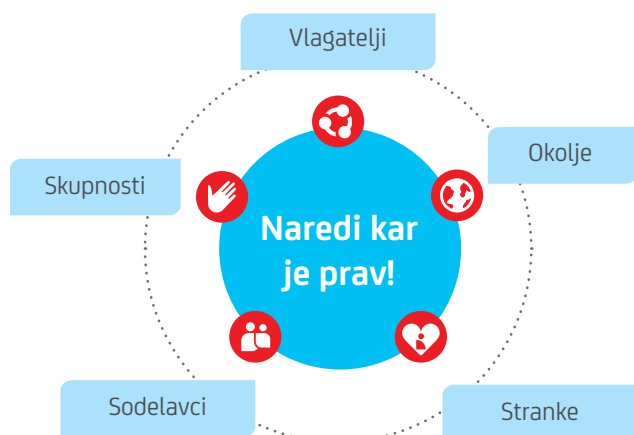 Vlagatelji
Okolje
Skupnosti
Naredi kar
je prav!
Sodelavci
Stranke